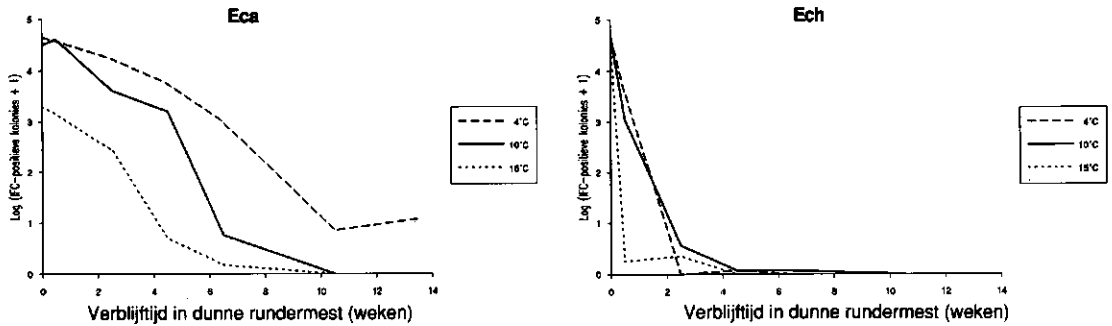 Eca
Log (IFC-positieve kolonies + 1)
5
4
3
2
1
0
0 2 4 6 8 10 12 14
Verblijftijd in dunne rundermest (weken)
4°C
10°C
15°C
Ech
Log (IFC-positieve kolonies + 1)
5
4
3
2
1
0
0 2 4 6 8 10 12 14
Verblijftijd in dunne rundermest (weken)
4°C
10°C
15°C